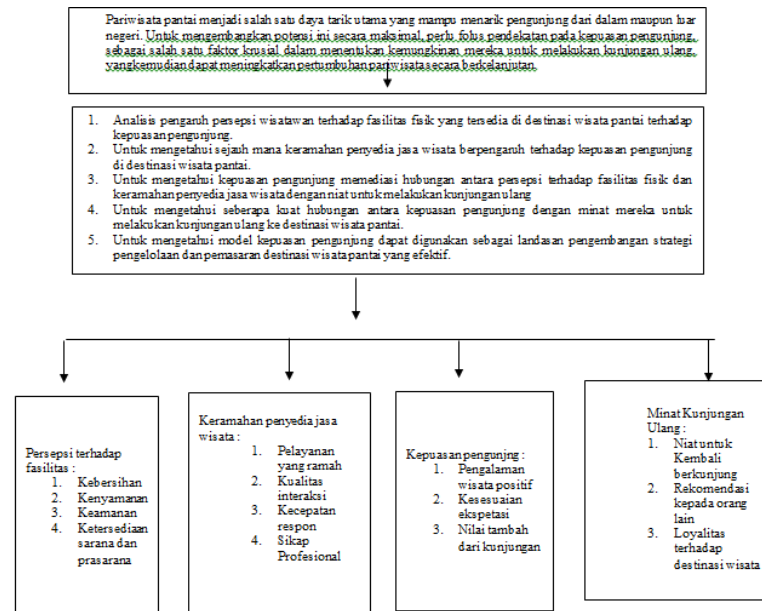 Pariwisata pantai menjadi salah satu daya tarik utama yang mampu menarik pengunjung dari dalam maupun luar
negeri. Untuk mengembangkan potensi ini secara maksimal, perlu folus pendekatan pada kepuasan pengunjung,
sebagai salah satu faktor krusial dalam menentukan kemungkinan mereka untuk melakukan kunjungan ulang,
yangkemudian dapat meningkatkan pertumbuhan pariwisata secara berkelanjutan.
1. Analisis pengaruh persepsi wisatawan terhadap fasilitas fisik yang tersedia di destinasi wisata pantai terhadap
kepuasan pengunjung.
2. Untuk mengetahui sejauh mana keramahan penyedia jasa wisata berpengaruh terhadap kepuasan pengunjung
di destinasi wisata pantai.
3. Untuk mengetahui kepuasan pengunjung memediasi hubungan antara persepsi terhadap fasilitas fisik dan
keramahan penyedia jasa wisata dengan niat untuk melakukan kunjungan ulang
4. Untuk mengetahui seberapa kuat hubungan antara kepuasan pengunjung dengan minat mereka untuk
melakukan kunjungan ulang ke destinasi wisata pantai.
5. Untuk mengetahui model kepuasan pengunjung dapat digunakan sebagai landasan pengembangan strategi
pengelolaan dan pemasaran destinasi wisata pantai yang efektif.
Persepsi terhadap
fasilitas :
1. Kebersihan
2. Kenyamanan
3. Keamanan
4. Ketersediaan
sarana dan
prasarana
Keramahan penyedia jasa
wisata :
1. Pelayanan
yang ramah
2. Kualitas
interaksi
3. Kecepatan
respon
4. Sikap
Profesional
Kepuasan pengunjng :
1. Pengalaman
wisata positif
2. Kesesuaian
ekspetasi
3. Nilai tambah
dari kunjungan
Minat Kunjungan
Ulang :
1. Niat untuk
Kembali
berkunjung
2. Rekomendasi
kepada orang
lain
3. Loyalitas
terhadap
destinasi wisata